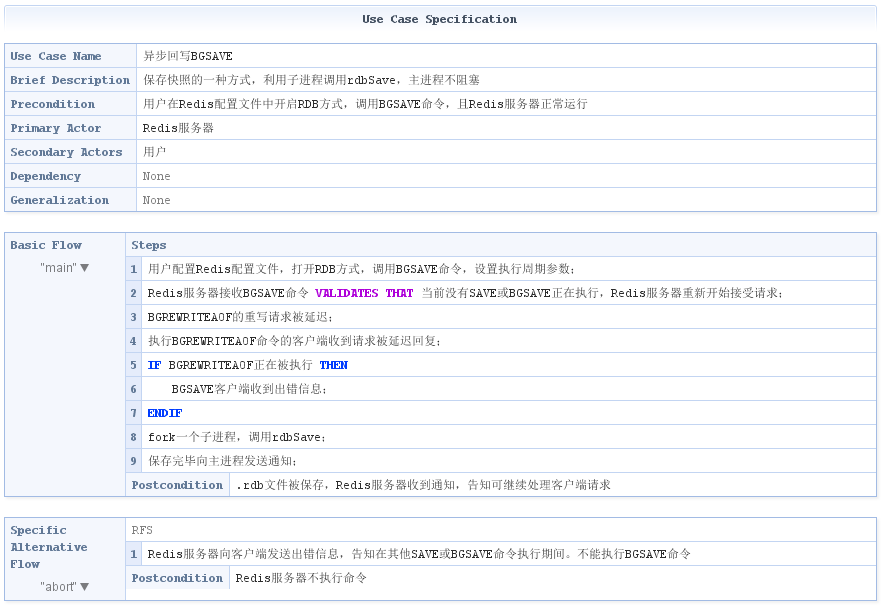 Use Case Specification
Use Case Name 异步回写BGSAVE
Brief Description 保存快照的一种方式，利用子进程调用rdbSave，主进程不阻塞
Precondition 用户在Redis配置文件中开启RDB方式，调用BGSAVE命令，且Redis服务器正常运行
Primary Actor Redis服务器
Secondary Actors 用户
Dependency None
Generalization None
Basic Flow Steps
"main" ▼
1 用户配置Redis配置文件，打开RDB方式，调用BGSAVE命令，设置执行周期参数；
2 Redis服务器接收BGSAVE命令 VALIDATES THAT 当前没有SAVE或BGSAVE正在执行，Redis服务器重新开始接受请求；
3 BGREWRITEAOF的重写请求被延迟；
4 执行BGREWRITEAOF命令的客户端收到请求被延迟回复；
5 IF BGREWRITEAOF正在被执行 THEN
6 BGSAVE客户端收到出错信息；
7 ENDIF
8 fork一个子进程，调用rdbSave；
9 保存完毕向主进程发送通知；
Postcondition .rdb文件被保存，Redis服务器收到通知，告知可继续处理客户端请求
Specific Alternative Flow
"abort" ▼
RFS
1 Redis服务器向客户端发送出错信息，告知在其他SAVE或BGSAVE命令执行期间。不能执行BGSAVE命令
Postcondition Redis服务器不执行命令